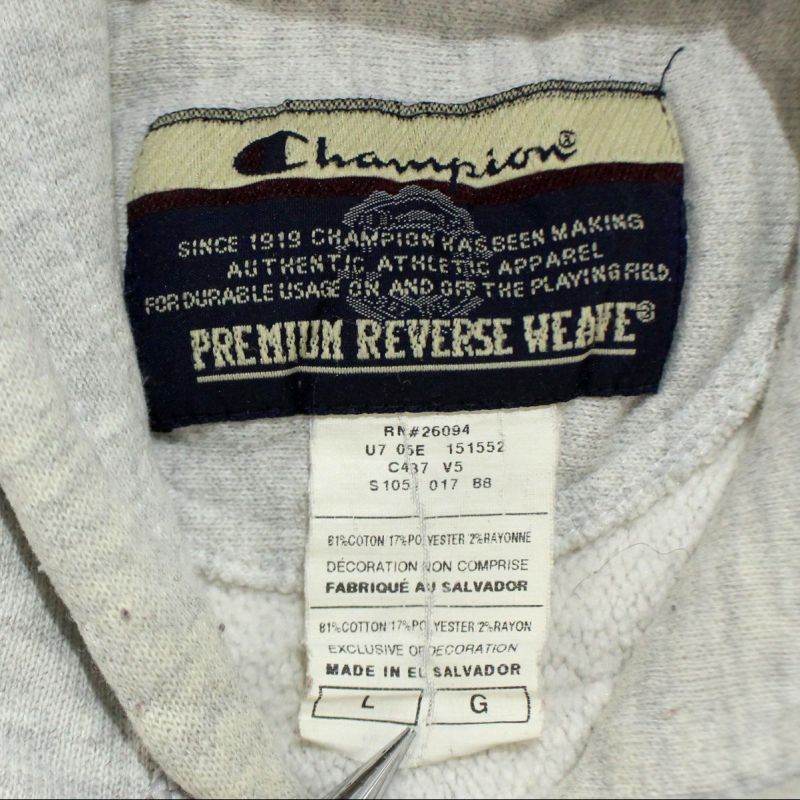 Champion®
SINCE 1919 CHAMPION HAS BEEN MAKING
AUTHENTIC ATHLETIC APPAREL
FOR DURABLE USAGE ON AND OFF THE PLAYING FIELD.
PREMIUM REVERSE WEAVE®
RN#26094
U7 05E 151552
C437 V5
S105 017 88
81%COTON 17%POLYESTER 2%RAYONNE
DÉCORATION NON COMPRISE
FABRIQUÉ AU SALVADOR
81%COTTON 17%POLYESTER 2%RAYON
EXCLUSIVE OF DECORATION
MADE IN EL SALVADOR
L G